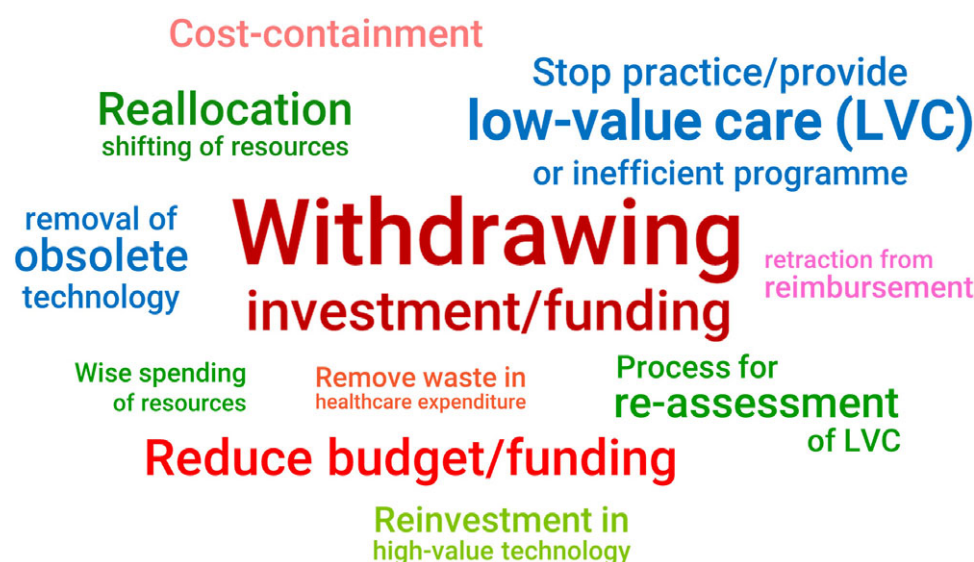 Cost-containment
Reallocation
shifting of resources
Stop practice/provide
low-value care (LVC)
or inefficient programme
removal of
obsolete
technology
Withdrawing
investment/funding
retraction from
reimbursement
Wise spending
of resources
Remove waste in
healthcare expenditure
Process for
re-assessment
of LVC
Reduce budget/funding
Reinvestment in
high-value technology